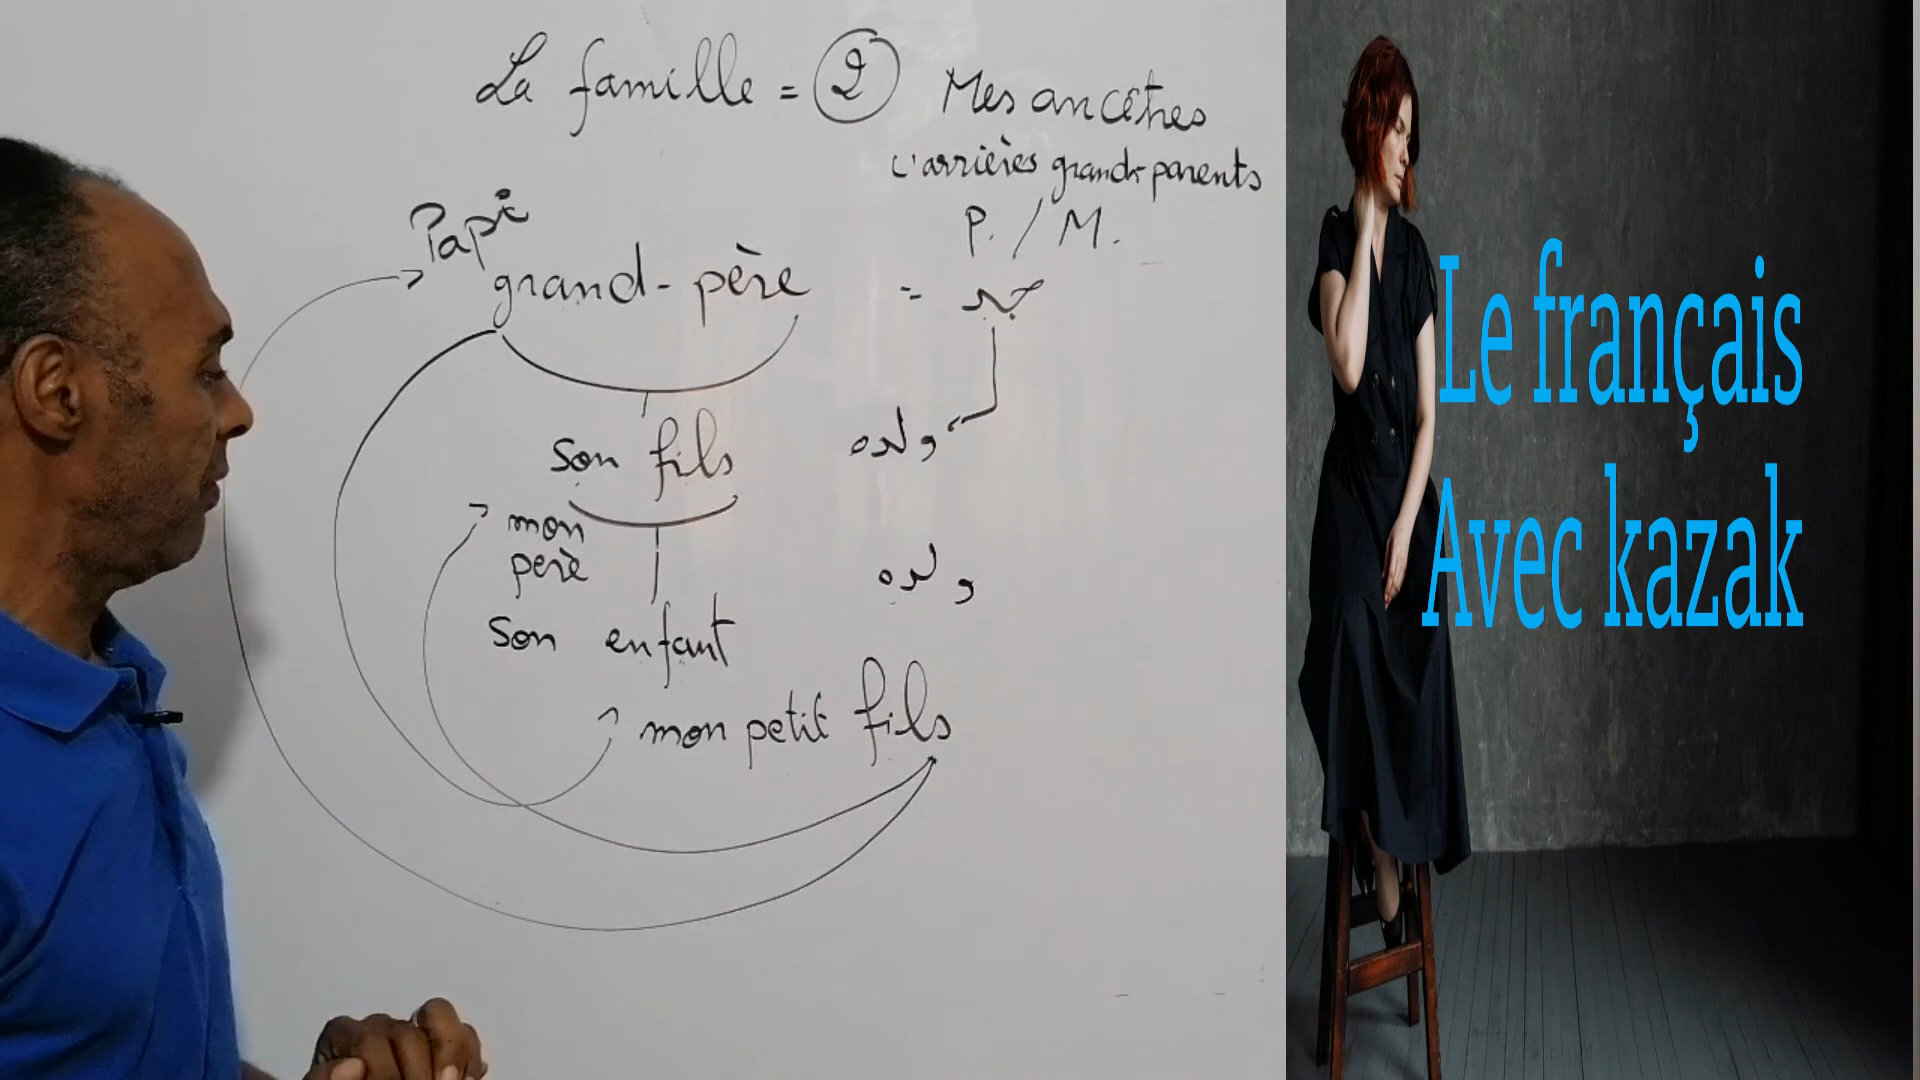 La famille = 2 Mes ancêtres
L'arrières grands-parents
P. / M.
Papi
grand-père = جد
son fils ولده
mon
perè
son enfant ولده
mon petit fils
Le français
Avec kazak